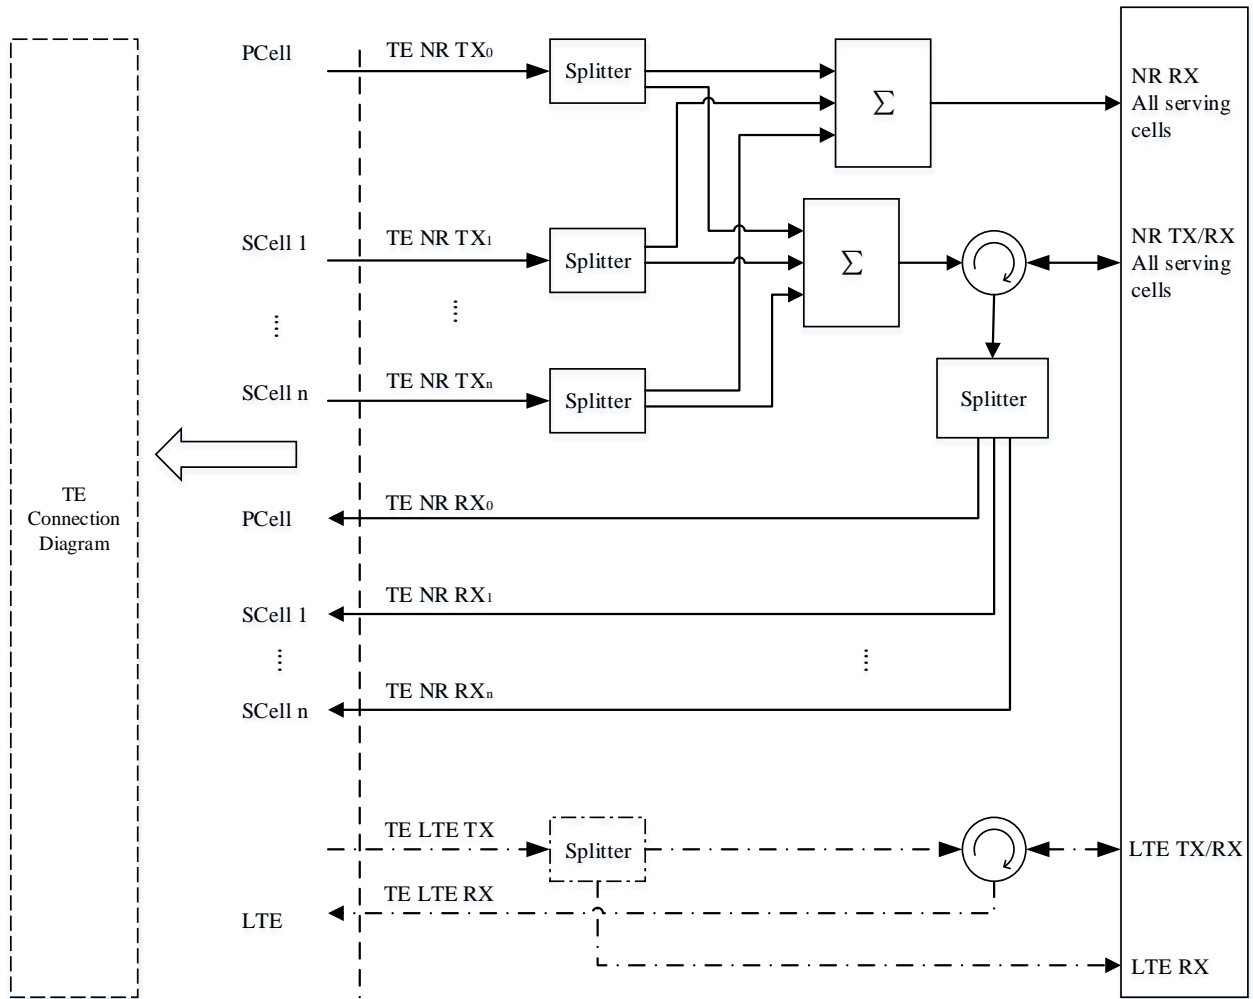 PCell
TE NR TX0
Splitter
Σ
NR RX
All serving
cells
SCell 1
TE NR TX1
Splitter
Σ
NR TX/RX
All serving
cells
SCell n
TE NR TXn
Splitter
Splitter
TE
Connection
Diagram
PCell
TE NR RX0
SCell 1
TE NR RX1
SCell n
TE NR RXn
TE LTE TX
Splitter
LTE TX/RX
TE LTE RX
LTE
LTE RX